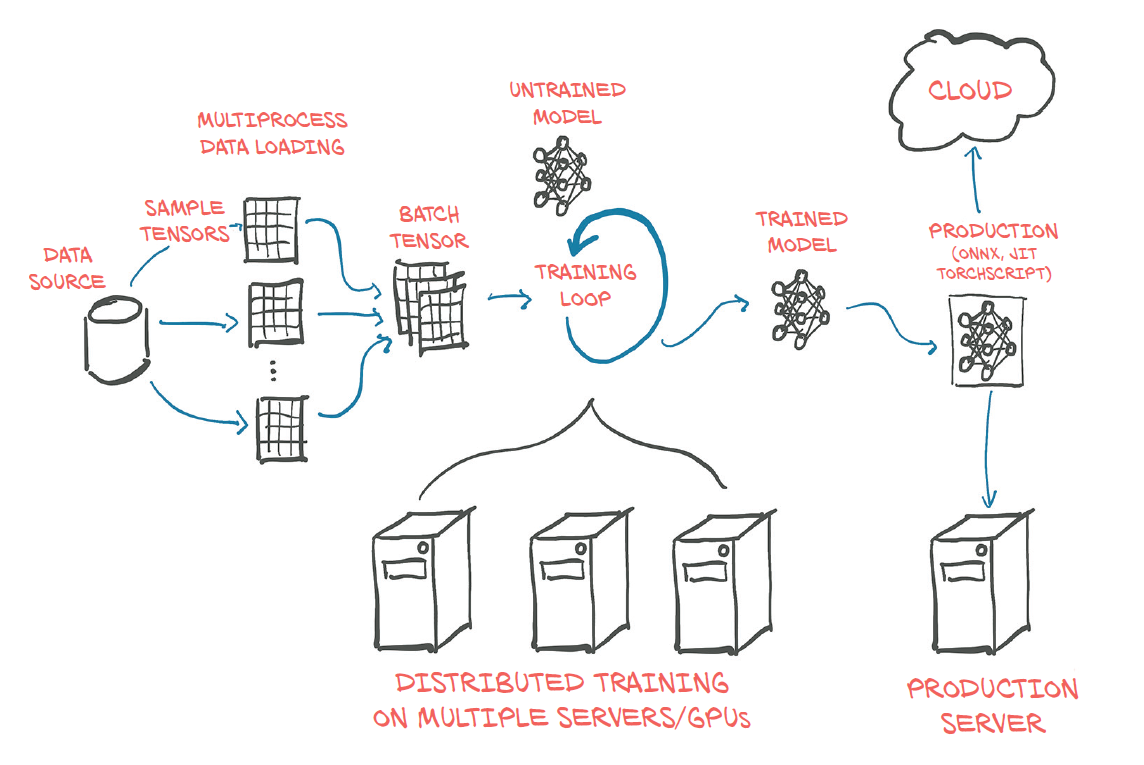 UNTRAINED
MODEL
CLOUD
MULTIPROCESS
DATA LOADING
SAMPLE
TENSORS
BATCH
TENSOR
DATA
SOURCE
TRAINING
LOOP
TRAINED
MODEL
PRODUCTION
(ONNX, JIT
TORCHSCRIPT)
DISTRIBUTED TRAINING
ON MULTIPLE SERVERS/GPUs
PRODUCTION
SERVER